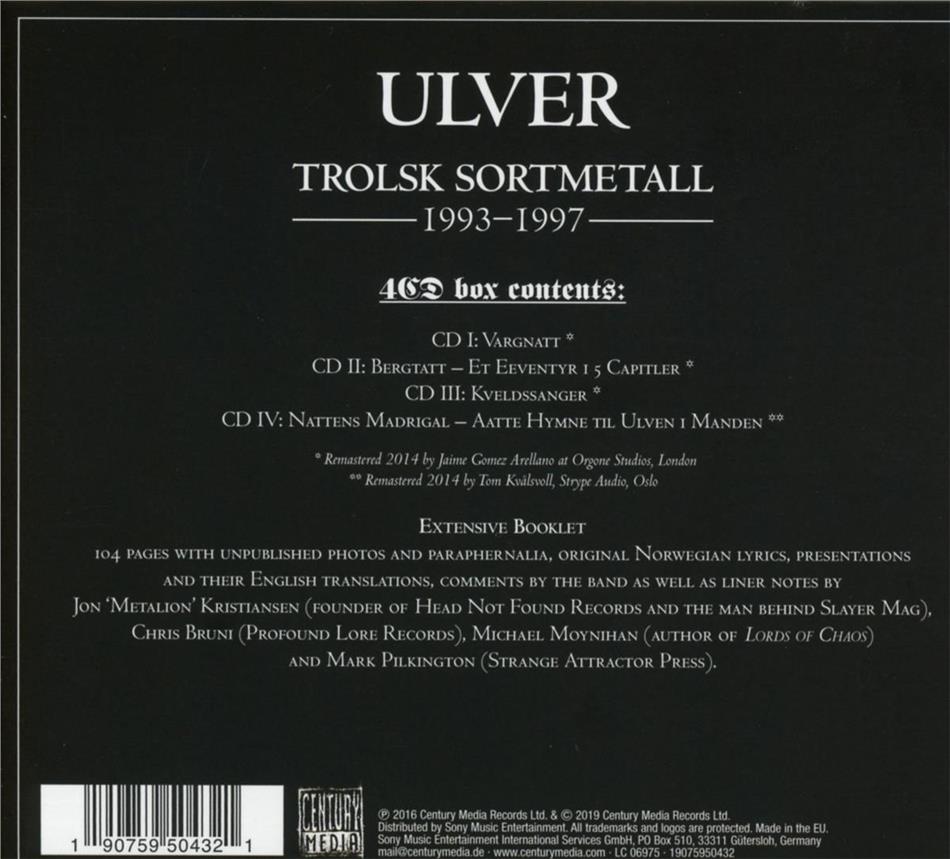 ULVER
TROLSK SORTMETALL
1993–1997
4CD box contents:
CD I: Vargnatt *
CD II: Bergtatt – Et Eeventyr i 5 Capitler *
CD III: Kveldssanger *
CD IV: Nattens Madrigal – Aatte Hymne til Ulven i Manden **
* Remastered 2014 by Jaime Gomez Arellano at Orgone Studios, London
** Remastered 2014 by Tom Kvålsvoll, Strype Audio, Oslo
Extensive Booklet
104 pages with unpublished photos and paraphernalia, original Norwegian lyrics, presentations
and their English translations, comments by the band as well as liner notes by
Jon ‘Metalion’ Kristiansen (founder of Head Not Found Records and the man behind Slayer Mag),
Chris Bruni (Profound Lore Records), Michael Moynihan (author of Lords of Chaos)
and Mark Pilkington (Strange Attractor Press).
1 90759 50432 1
CENTURY
MEDIA
℗ 2016 Century Media Records Ltd. & © 2019 Century Media Records Ltd.
Distributed by Sony Music Entertainment. All trademarks and logos are protected. Made in the EU.
Sony Music Entertainment International Services GmbH, PO Box 510, 33311 Gütersloh, Germany
mail@centurymedia.de · www.centurymedia.com · LC 06975 · 19075950432